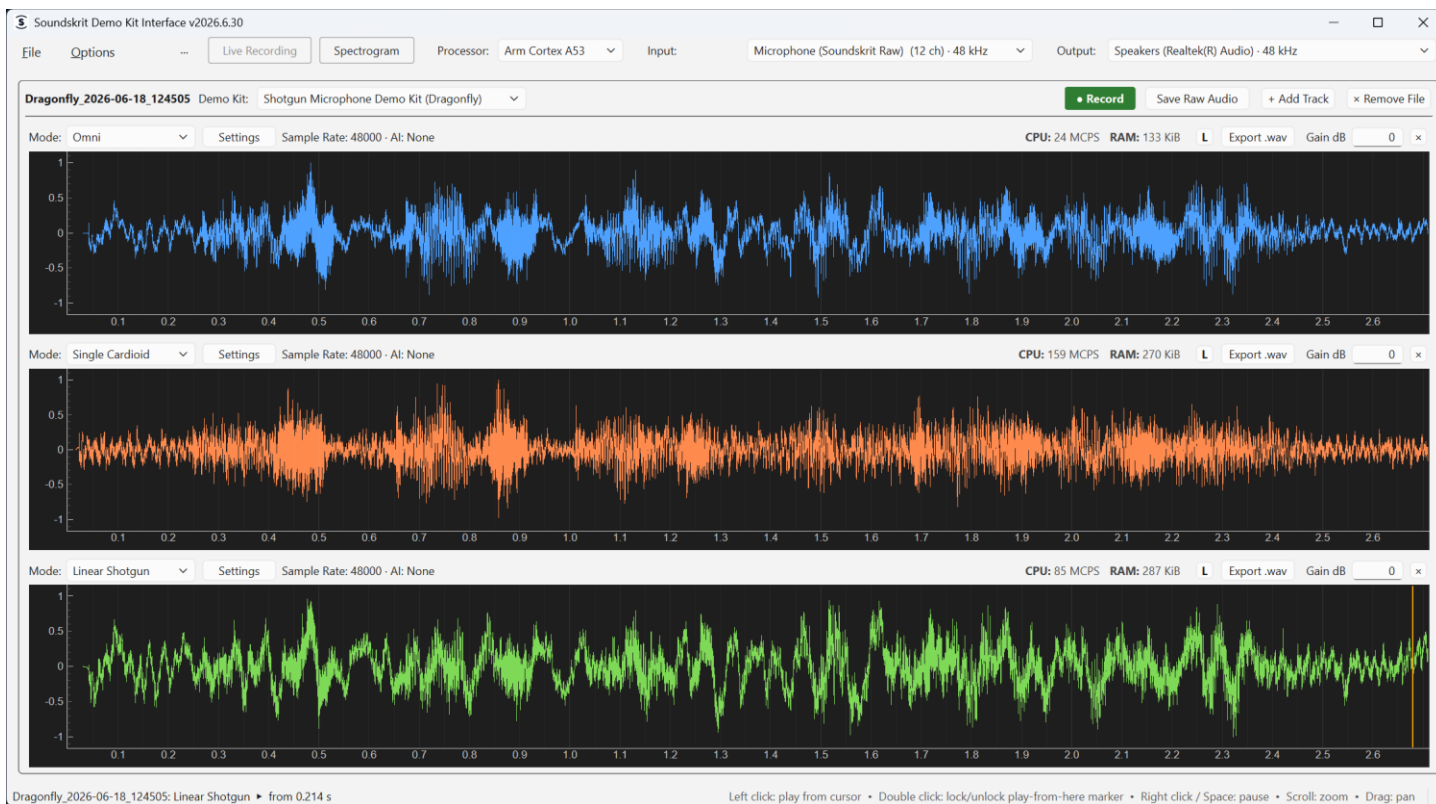 Soundskrit Demo Kit Interface v2026.6.30
File Options ... Live Recording Spectrogram Processor: Arm Cortex A53 Input: Microphone (Soundskrit Raw) (12 ch) · 48 kHz Output: Speakers (Realtek(R) Audio) · 48 kHz
Dragonfly_2026-06-18_124505 Demo Kit: Shotgun Microphone Demo Kit (Dragonfly) ● Record Save Raw Audio + Add Track × Remove File
Mode: Omni Settings Sample Rate: 48000 · AI: None CPU: 24 MCPS RAM: 133 KiB L Export .wav Gain dB 0 ×
1
0.5
0
-0.5
-1
0.1 0.2 0.3 0.4 0.5 0.6 0.7 0.8 0.9 1.0 1.1 1.2 1.3 1.4 1.5 1.6 1.7 1.8 1.9 2.0 2.1 2.2 2.3 2.4 2.5 2.6
Mode: Single Cardioid Settings Sample Rate: 48000 · AI: None CPU: 159 MCPS RAM: 270 KiB L Export .wav Gain dB 0 ×
1
0.5
0
-0.5
-1
0.1 0.2 0.3 0.4 0.5 0.6 0.7 0.8 0.9 1.0 1.1 1.2 1.3 1.4 1.5 1.6 1.7 1.8 1.9 2.0 2.1 2.2 2.3 2.4 2.5 2.6
Mode: Linear Shotgun Settings Sample Rate: 48000 · AI: None CPU: 85 MCPS RAM: 287 KiB L Export .wav Gain dB 0 ×
1
0.5
0
-0.5
-1
0.1 0.2 0.3 0.4 0.5 0.6 0.7 0.8 0.9 1.0 1.1 1.2 1.3 1.4 1.5 1.6 1.7 1.8 1.9 2.0 2.1 2.2 2.3 2.4 2.5 2.6
Dragonfly_2026-06-18_124505: Linear Shotgun ▸ from 0.214 s Left click: play from cursor • Double click: lock/unlock play-from-here marker • Right click / Space: pause • Scroll: zoom • Drag: pan